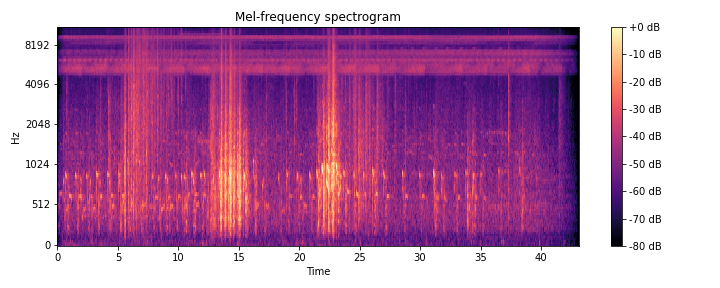 Mel-frequency spectrogram
Hz
8192
4096
2048
1024
512
0
0 5 10 15 20 25 30 35 40
Time
+0 dB
-10 dB
-20 dB
-30 dB
-40 dB
-50 dB
-60 dB
-70 dB
-80 dB